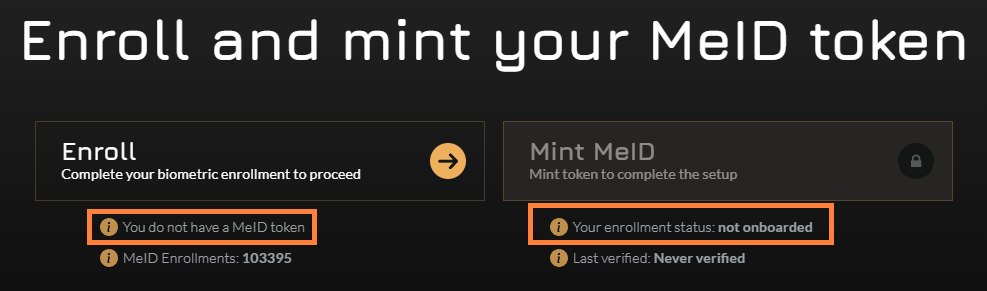 Enroll and mint your MeID token
Enroll
Complete your biometric enrollment to proceed
Mint MeID
Mint token to complete the setup
You do not have a MeID token
MeID Enrollments: 103395
Your enrollment status: not onboarded
Last verified: Never verified